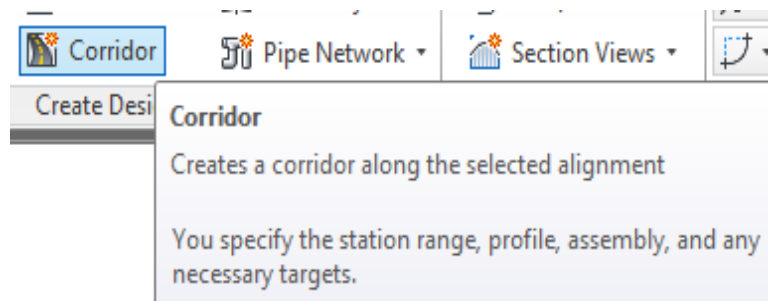 Corridor
Pipe Network
Section Views
Create Desi
Corridor
Creates a corridor along the selected alignment
You specify the station range, profile, assembly, and any
necessary targets.